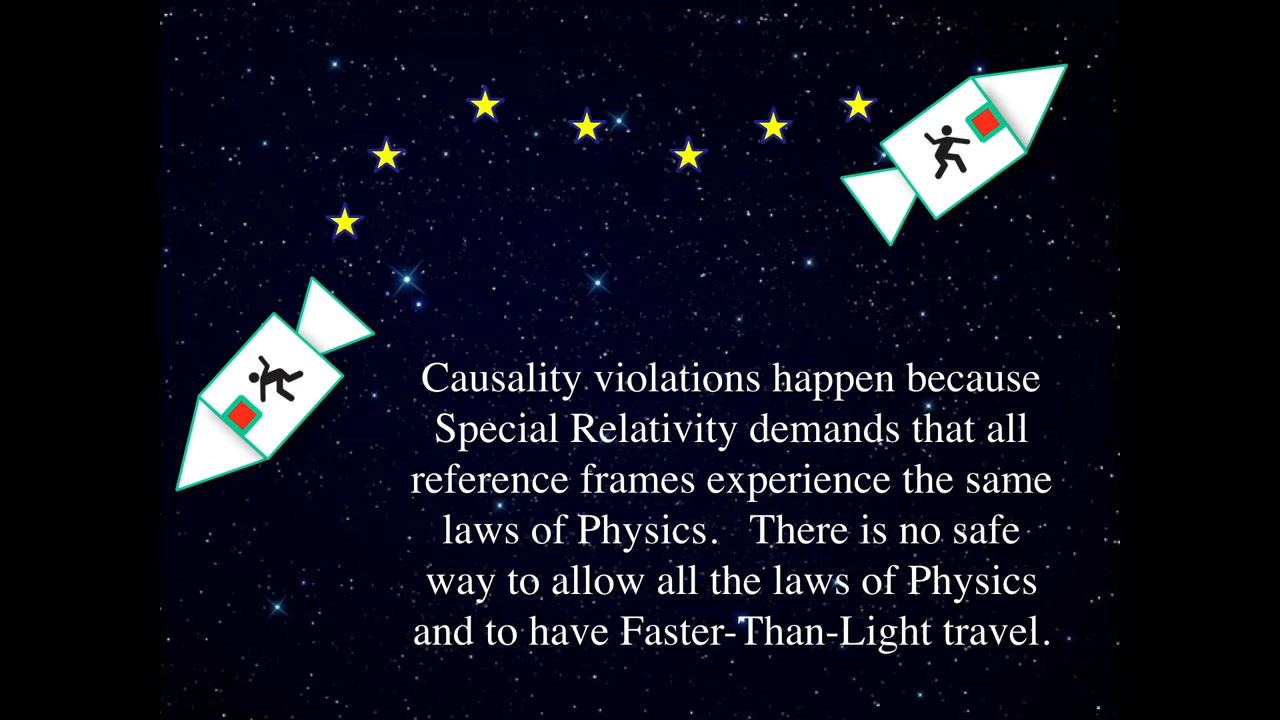 Causality violations happen because
Special Relativity demands that all
reference frames experience the same
laws of Physics.   There is no safe
way to allow all the laws of Physics
and to have Faster-Than-Light travel.